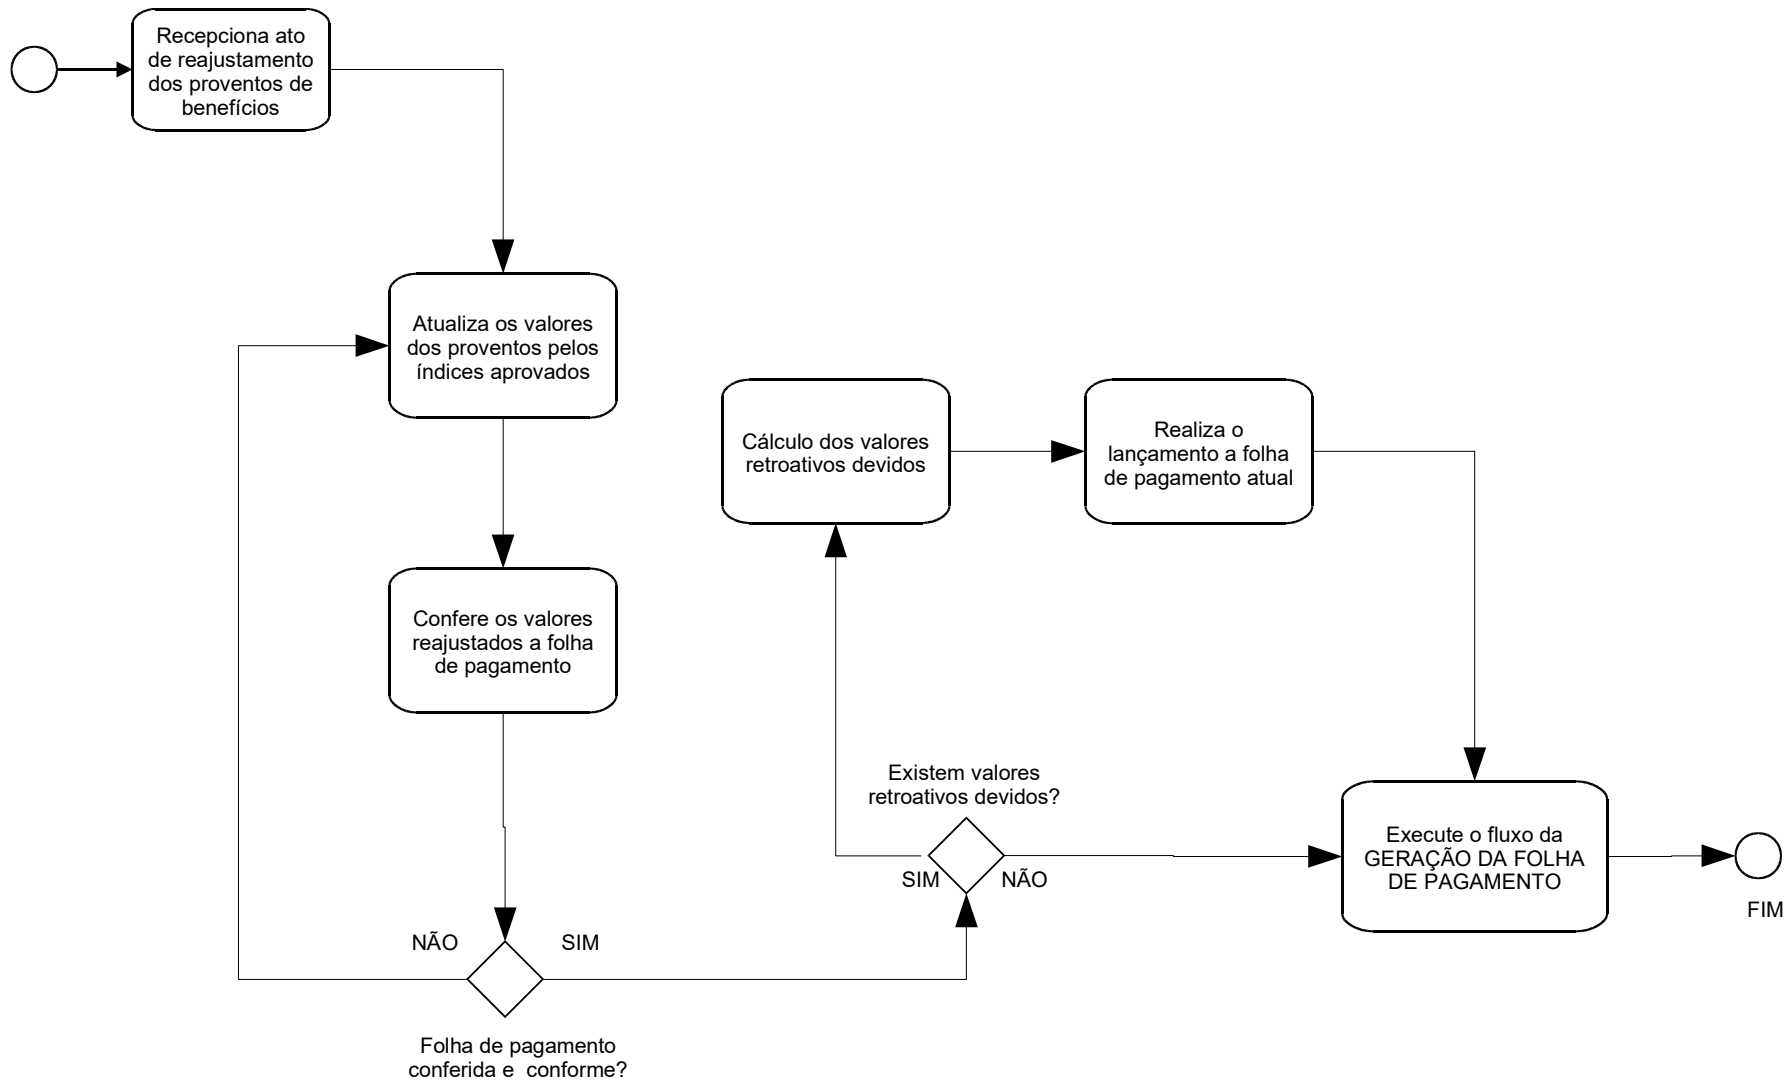 Recepciona ato
de reajustamento
dos proventos de
benefícios
Atualiza os valores
dos proventos pelos
índices aprovados
Confere os valores
reajustados a folha
de pagamento
NÃO
SIM
Folha de pagamento
conferida e  conforme?
Existem valores
retroativos devidos?
SIM
NÃO
Cálculo dos valores
retroativos devidos
Realiza o
lançamento a folha
de pagamento atual
Execute o fluxo da
GERAÇÃO DA FOLHA
DE PAGAMENTO
FIM